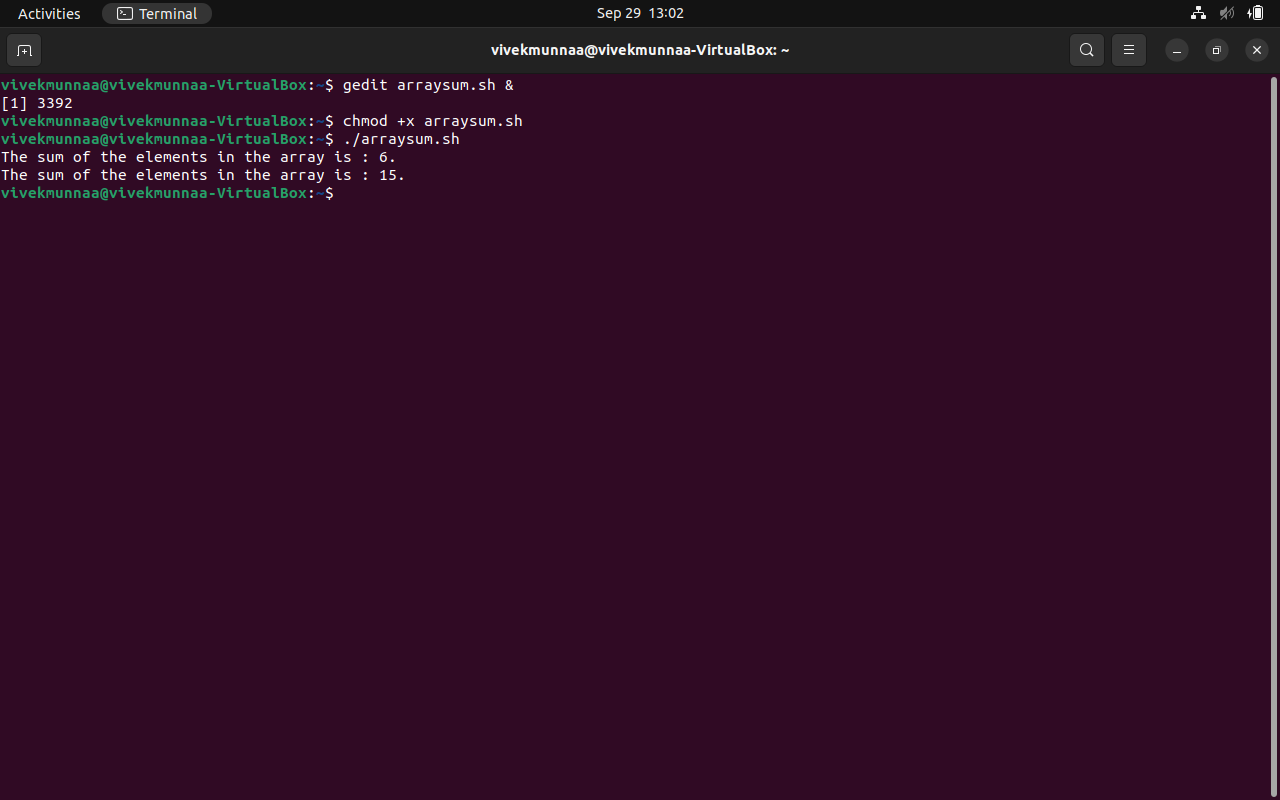 Activities Terminal Sep 29 13:02
vivekmunnaa@vivekmunnaa-VirtualBox: ~
vivekmunnaa@vivekmunnaa-VirtualBox:~$ gedit arraysum.sh &
[1] 3392
vivekmunnaa@vivekmunnaa-VirtualBox:~$ chmod +x arraysum.sh
vivekmunnaa@vivekmunnaa-VirtualBox:~$ ./arraysum.sh
The sum of the elements in the array is : 6.
The sum of the elements in the array is : 15.
vivekmunnaa@vivekmunnaa-VirtualBox:~$